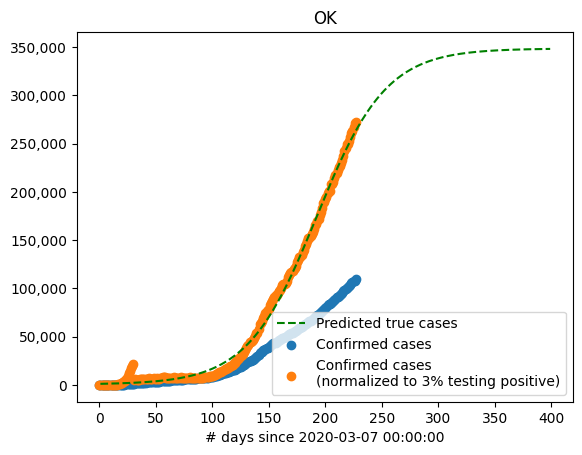 OK
350,000
300,000
250,000
200,000
150,000
100,000
50,000
0
Predicted true cases
Confirmed cases
Confirmed cases
(normalized to 3% testing positive)
0 50 100 150 200 250 300 350 400
# days since 2020-03-07 00:00:00